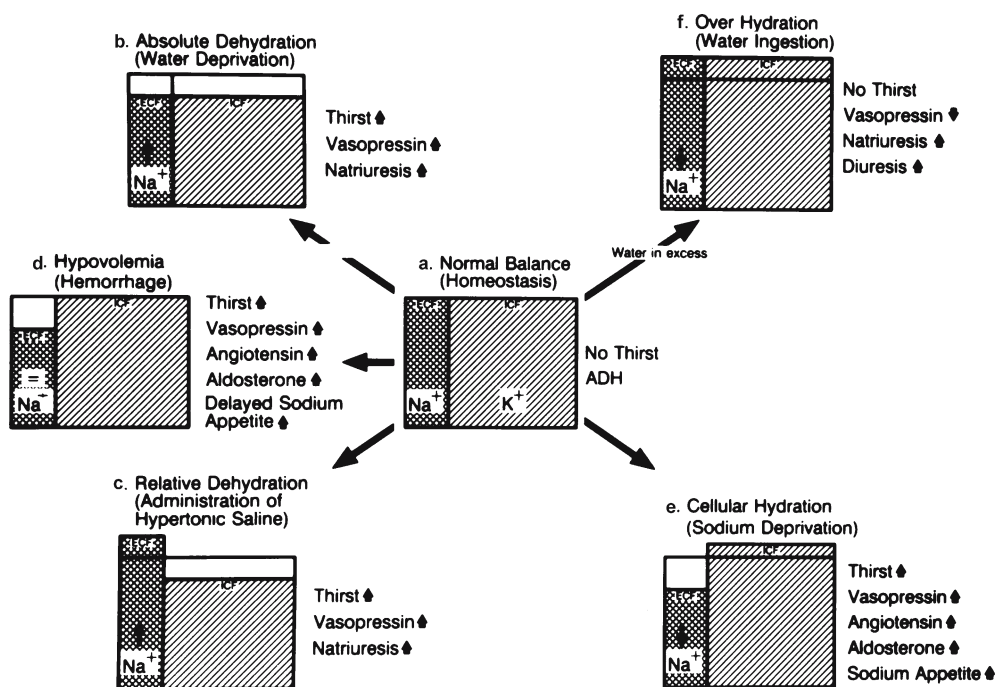 b. Absolute Dehydration
(Water Deprivation)
ECF
ICF
Na+
Thirst ⬆
Vasopressin ⬆
Natriuresis ⬆
f. Over Hydration
(Water Ingestion)
ECF
ICF
Na+
No Thirst
Vasopressin ⬇
Natriuresis ⬆
Diuresis ⬆
Water in excess
d. Hypovolemia
(Hemorrhage)
ECF
ICF
=
Na+
Thirst ⬆
Vasopressin ⬆
Angiotensin ⬆
Aldosterone ⬆
Delayed Sodium
Appetite ⬆
a. Normal Balance
(Homeostasis)
ECF
ICF
Na+
K+
No Thirst
ADH
c. Relative Dehydration
(Administration of
Hypertonic Saline)
ECF
ICF
Na+
Thirst ⬆
Vasopressin ⬆
Natriuresis ⬆
e. Cellular Hydration
(Sodium Deprivation)
ICF
ECF
Na+
Thirst ⬆
Vasopressin ⬆
Angiotensin ⬆
Aldosterone ⬆
Sodium Appetite ⬆